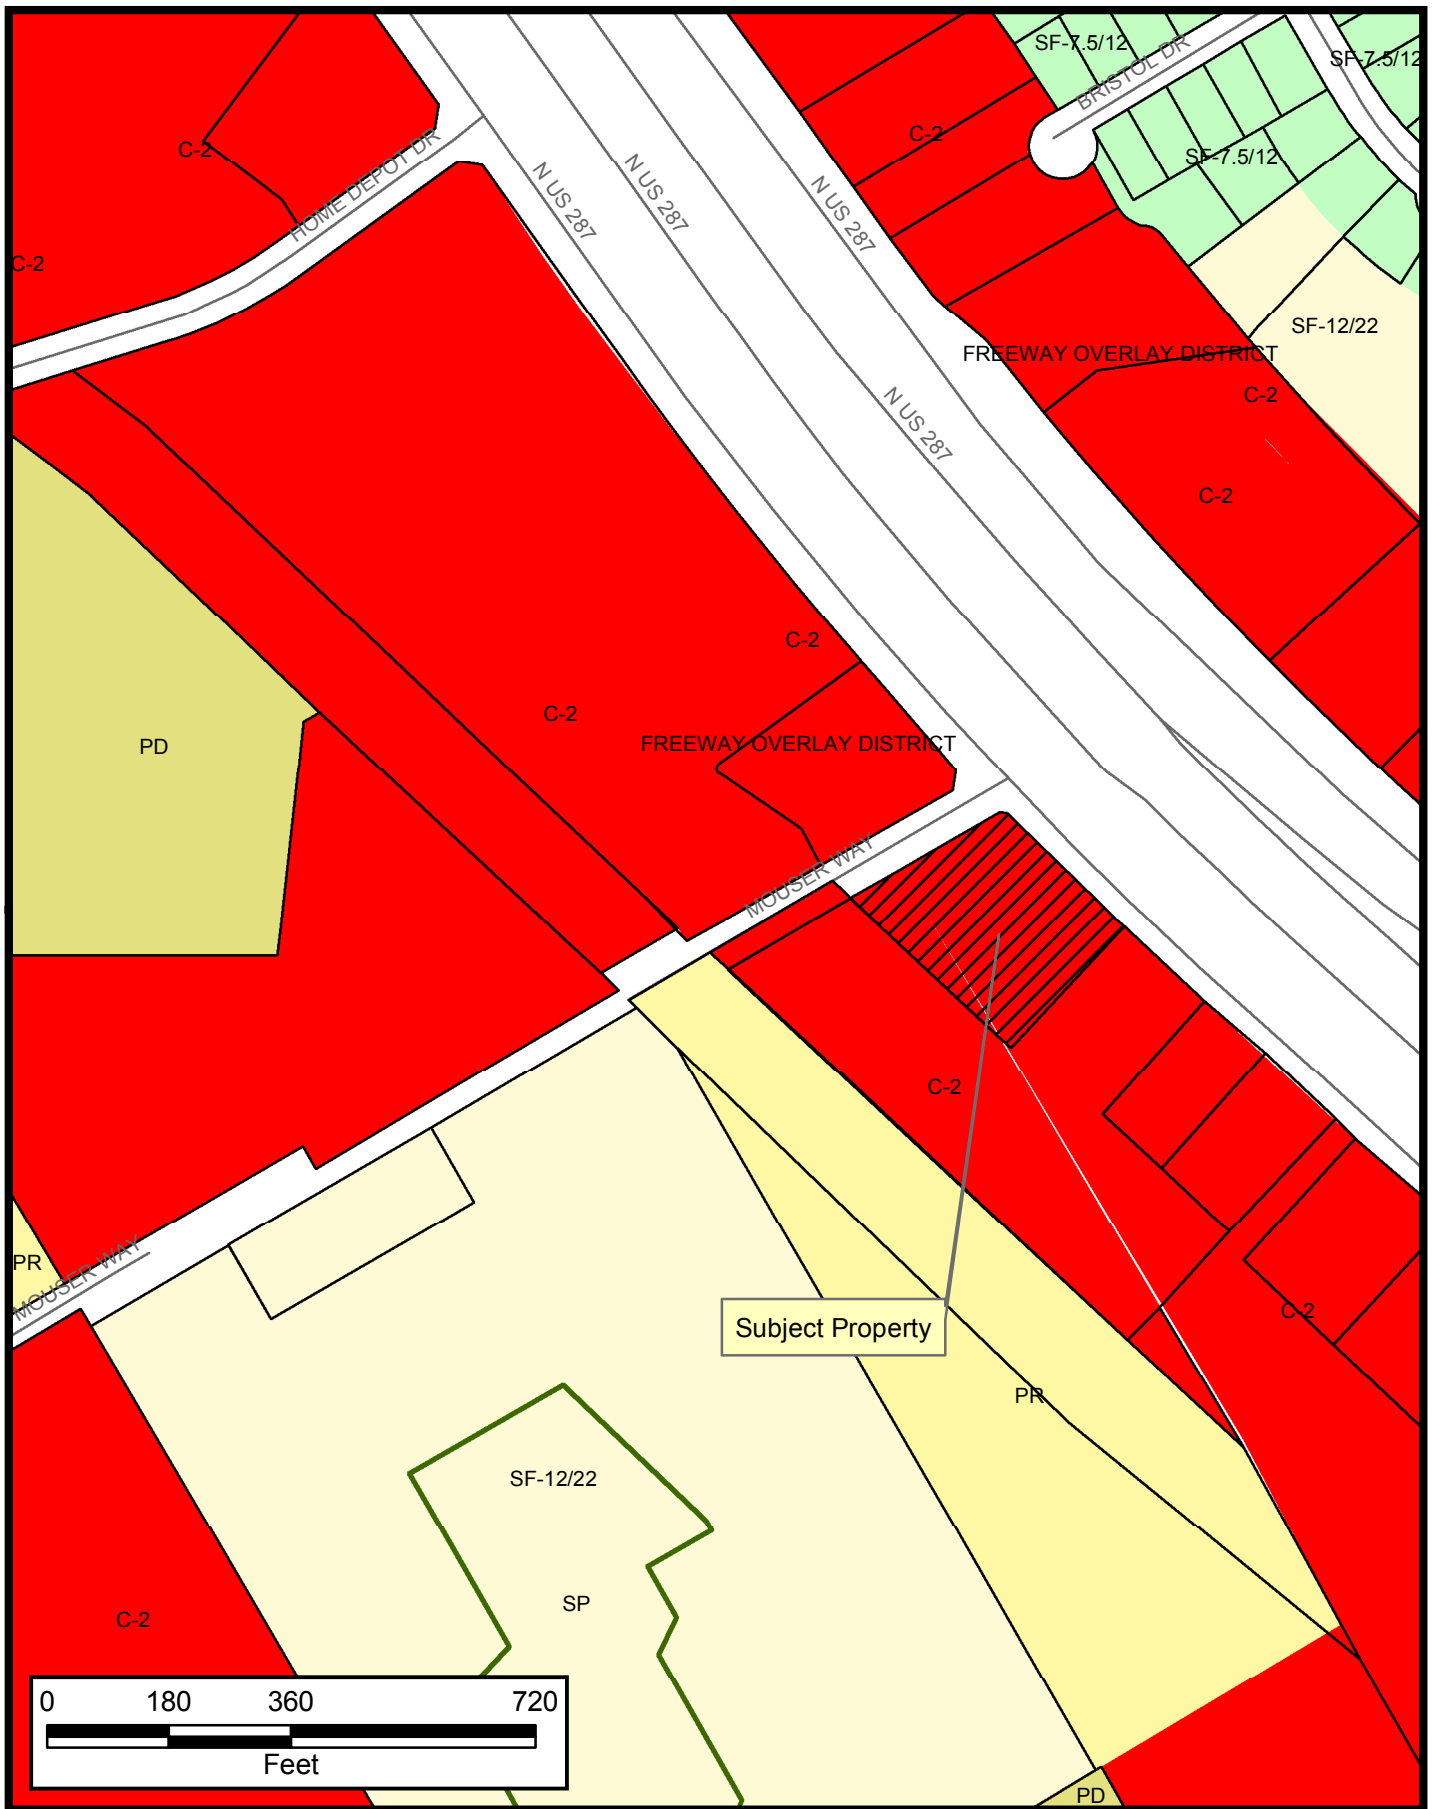 SF-7.5/12
SF-7.5/12
BRISTOL DR
C-2
C-2
HOME DEPOT DR
SF-7.5/12
N US 287
N US 287
N US 287
C-2
SF-12/22
FREEWAY OVERLAY DISTRICT
C-2
N US 287
C-2
C-2
C-2
PD
FREEWAY OVERLAY DISTRICT
MOUSER WAY
C-2
PR
MOUSER WAY
C-2
Subject Property
PR
SF-12/22
SP
C-2
0 180 360 720
Feet
PD